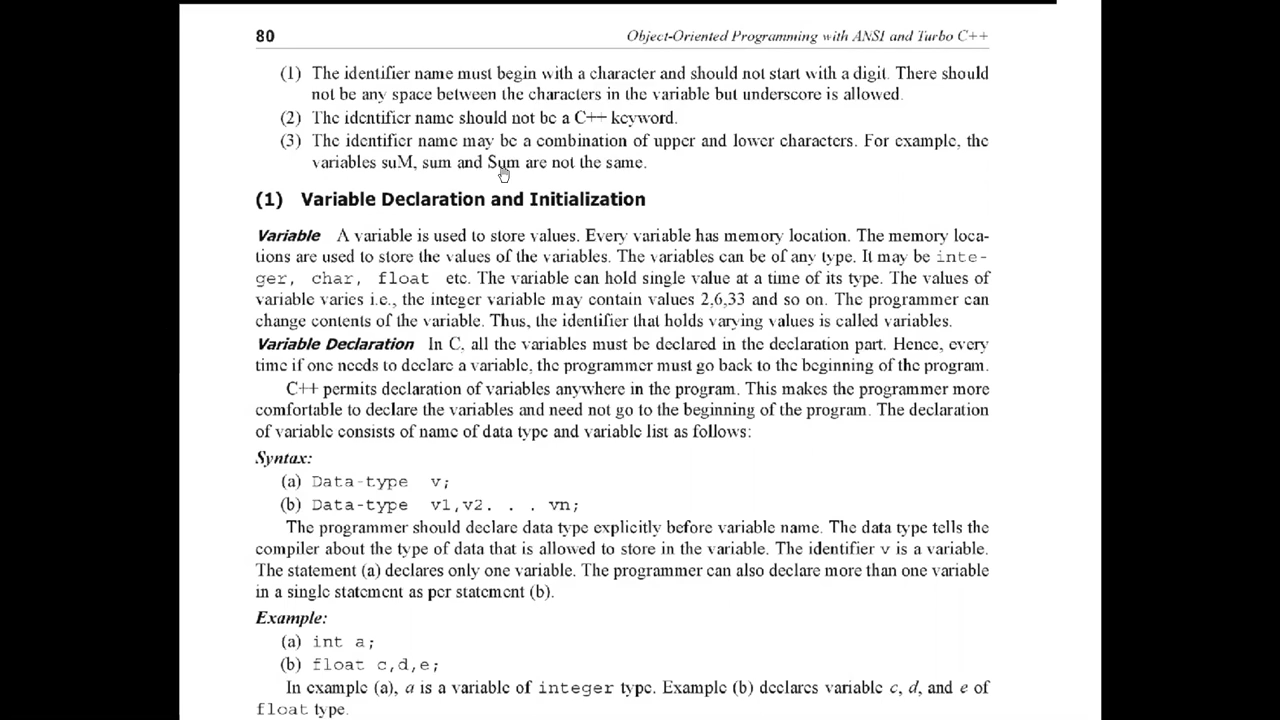 80 Object-Oriented Programming with ANSI and Turbo C++
(1) The identifier name must begin with a character and should not start with a digit. There should
not be any space between the characters in the variable but underscore is allowed.
(2) The identifier name should not be a C++ keyword.
(3) The identifier name may be a combination of upper and lower characters. For example, the
variables suM, sum and Sum are not the same.
(1) Variable Declaration and Initialization
Variable A variable is used to store values. Every variable has memory location. The memory loca-
tions are used to store the values of the variables. The variables can be of any type. It may be inte-
ger, char, float etc. The variable can hold single value at a time of its type. The values of
variable varies i.e., the integer variable may contain values 2,6,33 and so on. The programmer can
change contents of the variable. Thus, the identifier that holds varying values is called variables.
Variable Declaration In C, all the variables must be declared in the declaration part. Hence, every
time if one needs to declare a variable, the programmer must go back to the beginning of the program.
C++ permits declaration of variables anywhere in the program. This makes the programmer more
comfortable to declare the variables and need not go to the beginning of the program. The declaration
of variable consists of name of data type and variable list as follows:
Syntax:
(a) Data-type v;
(b) Data-type v1,v2. . . vn;
The programmer should declare data type explicitly before variable name. The data type tells the
compiler about the type of data that is allowed to store in the variable. The identifier v is a variable.
The statement (a) declares only one variable. The programmer can also declare more than one variable
in a single statement as per statement (b).
Example:
(a) int a;
(b) float c,d,e;
In example (a), a is a variable of integer type. Example (b) declares variable c, d, and e of
float type.